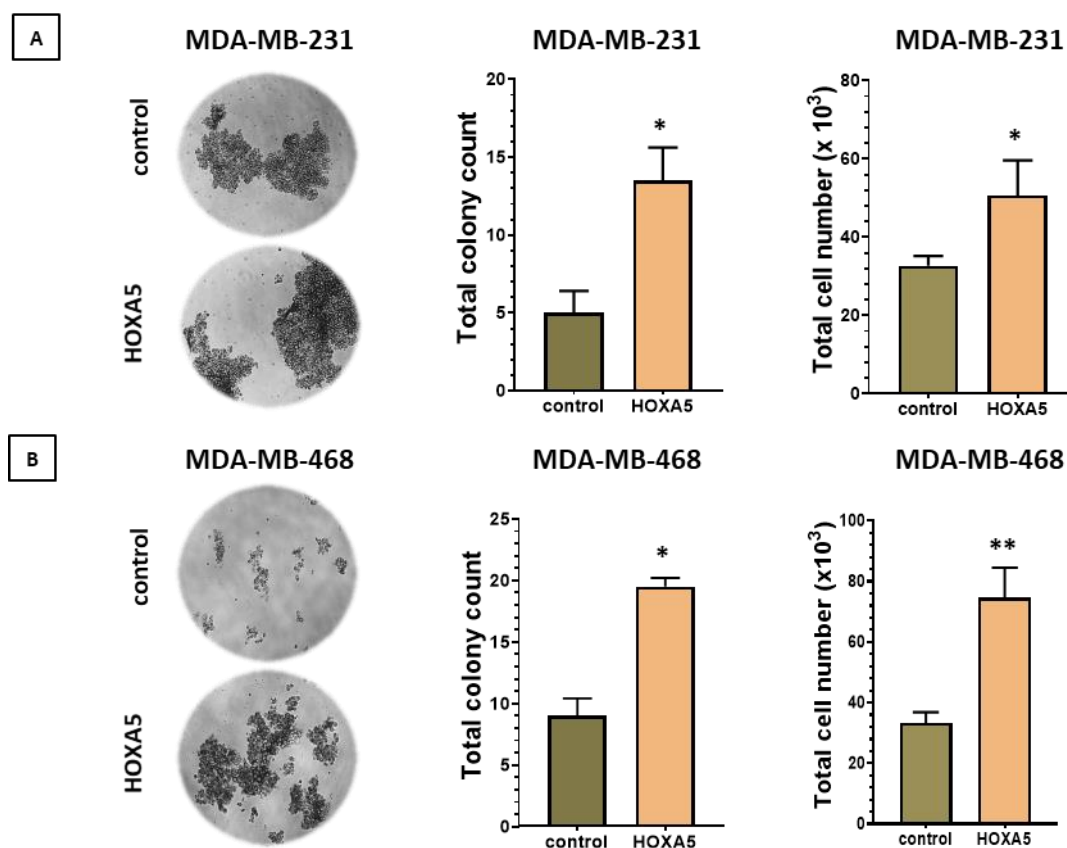 A
MDA-MB-231
control
HOXA5
MDA-MB-231
Total colony count
20
15
10
5
0
*
control
HOXA5
MDA-MB-231
Total cell number (x 10³)
80
60
40
20
0
*
control
HOXA5
B
MDA-MB-468
control
HOXA5
MDA-MB-468
Total colony count
25
20
15
10
5
0
*
control
HOXA5
MDA-MB-468
Total cell number (x10³)
100
80
60
40
20
0
**
control
HOXA5